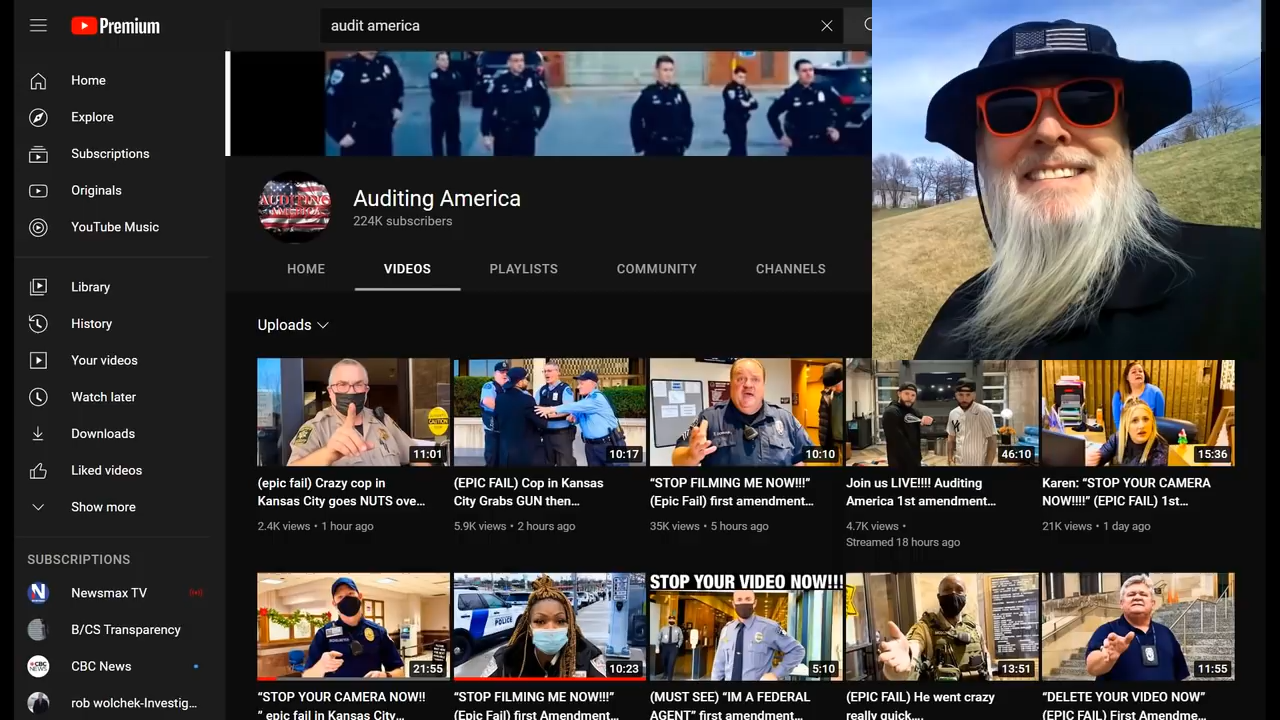 Premium
audit america
Home
Explore
Subscriptions
Originals
YouTube Music
Library
History
Your videos
Watch later
Downloads
Liked videos
Show more
SUBSCRIPTIONS
Newsmax TV
B/CS Transparency
CBC News
rob wolchek-Investig...
AUDITING
AMERICA
Auditing America
224K subscribers
HOME
VIDEOS
PLAYLISTS
COMMUNITY
CHANNELS
Uploads
11:01
(epic fail) Crazy cop in
Kansas City goes NUTS ove...
2.4K views • 1 hour ago
10:17
(EPIC FAIL) Cop in Kansas
City Grabs GUN then...
5.9K views • 2 hours ago
10:10
“STOP FILMING ME NOW!!!”
(Epic Fail) first amendment...
35K views • 5 hours ago
46:10
Join us LIVE!!!! Auditing
America 1st amendment...
4.7K views •
Streamed 18 hours ago
15:36
Karen: “STOP YOUR CAMERA
NOW!!!!” (EPIC FAIL) 1st...
21K views • 1 day ago
21:55
“STOP YOUR CAMERA NOW!!
” epic fail in Kansas City...
POLICE
10:23
“STOP FILMING ME NOW!!!”
(Epic Fail) first Amendment...
STOP YOUR VIDEO NOW!!!
5:10
(MUST SEE) “IM A FEDERAL
AGENT” first amendment...
13:51
(EPIC FAIL) He went crazy
really quick....
11:55
“DELETE YOUR VIDEO NOW”
(EPIC FAIL) First Amendme...